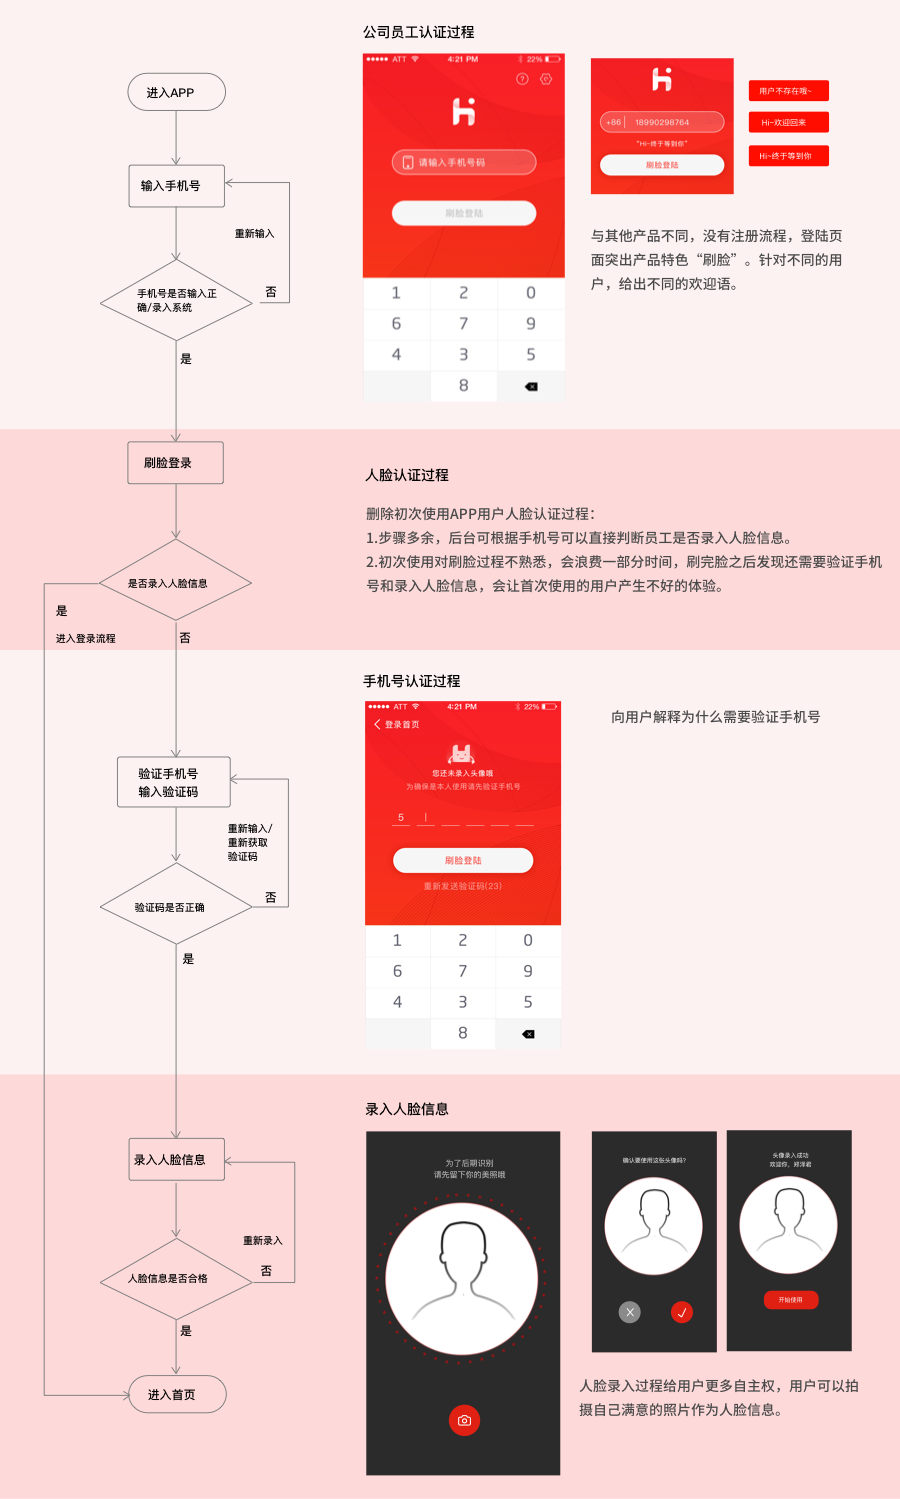 公司员工认证过程
进入APP
输入手机号
重新输入
手机号是否输入正
确/录入系统
否
是
ATT
4:21 PM
22%
请输入手机号码
刷脸登陆
1 2 0
6 7 9
4 3 5
8
+86 18990298764
“Hi~终于等到你”
刷脸登陆
用户不存在哦~
Hi~欢迎回来
Hi~终于等到你
与其他产品不同，没有注册流程，登陆页
面突出产品特色“刷脸”。针对不同的用
户，给出不同的欢迎语。
刷脸登录
是否录入人脸信息
是
进入登录流程
否
人脸认证过程
删除初次使用APP用户人脸认证过程：
1.步骤多余，后台可根据手机号可以直接判断员工是否录入人脸信息。
2.初次使用对刷脸过程不熟悉，会浪费一部分时间，刷完脸之后发现还需要验证手机
号和录入人脸信息，会让首次使用的用户产生不好的体验。
手机号认证过程
验证手机号
输入验证码
重新输入/
重新获取
验证码
验证码是否正确
否
是
ATT
4:21 PM
22%
登录首页
您还未录入头像哦
为确保是本人使用请先验证手机号
5
刷脸登陆
重新发送验证码(23)
1 2 0
6 7 9
4 3 5
8
向用户解释为什么需要验证手机号
录入人脸信息
录入人脸信息
重新录入
人脸信息是否合格
否
是
进入首页
为了后期识别
请先留下你的美照哦
确认要使用这张头像吗?
头像录入成功
欢迎你，郑泽君
开始使用
人脸录入过程给用户更多自主权，用户可以拍
摄自己满意的照片作为人脸信息。